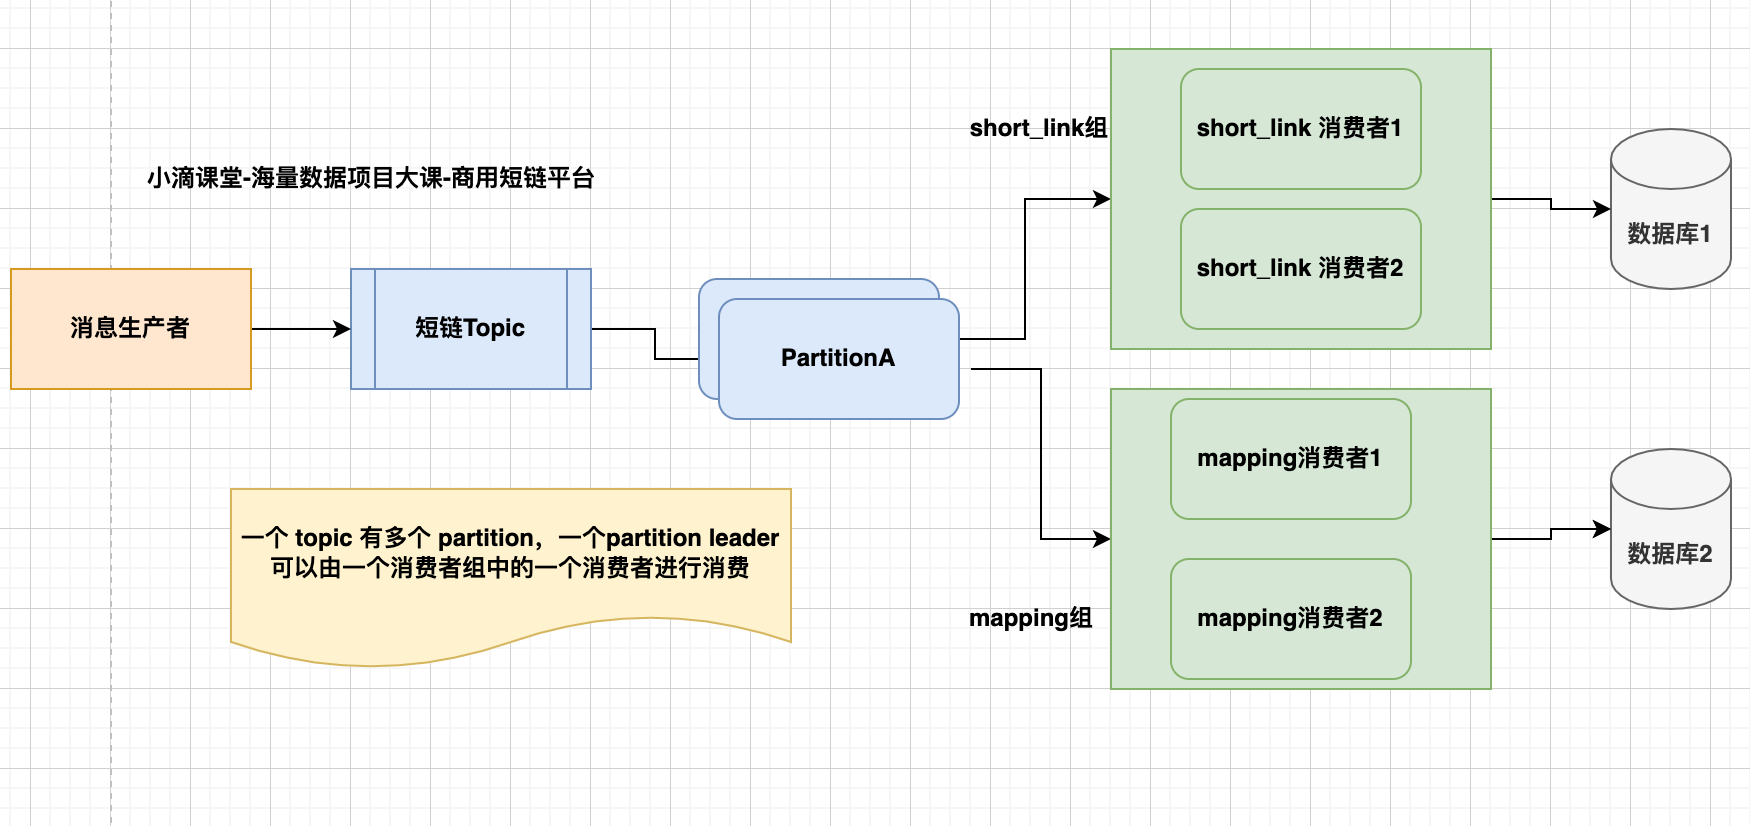 小滴课堂-海量数据项目大课-商用短链平台
消息生产者
短链Topic
PartitionA
short_link组
short_link 消费者1
short_link 消费者2
数据库1
mapping组
mapping消费者1
mapping消费者2
数据库2
一个 topic 有多个 partition，一个partition leader
可以由一个消费者组中的一个消费者进行消费